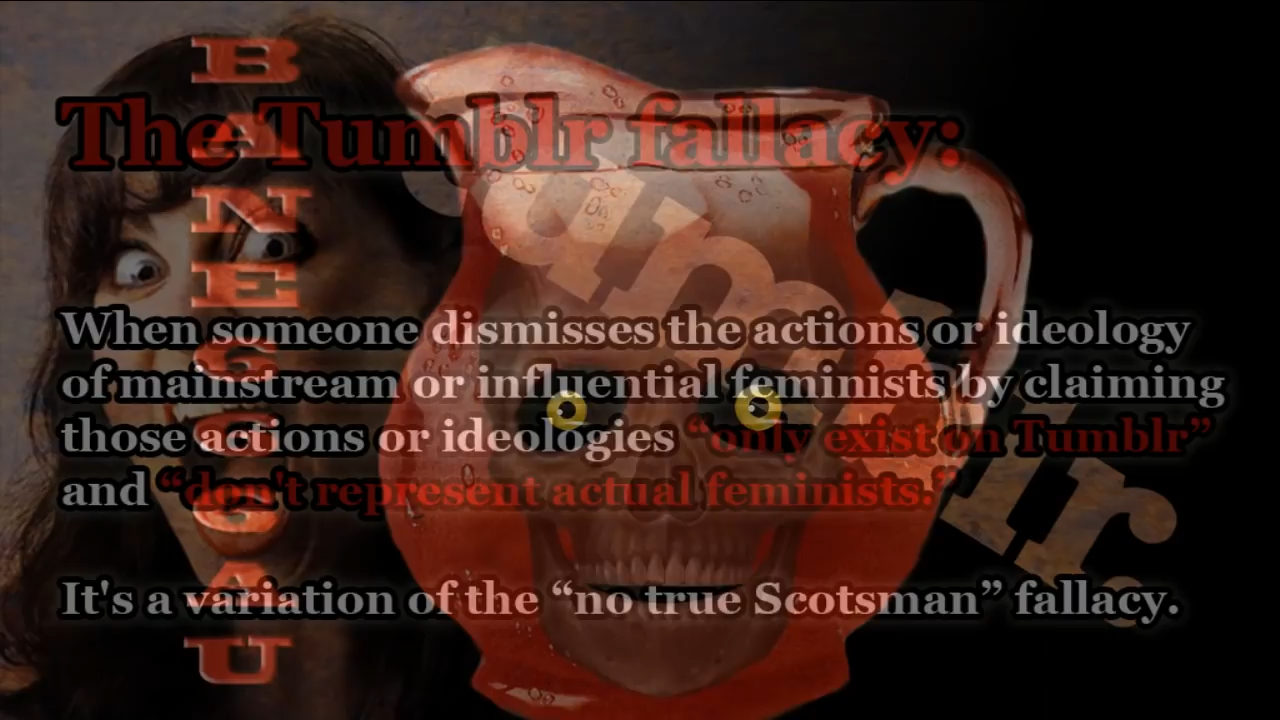 The Tumblr fallacy:
tumblr.
When someone dismisses the actions or ideology
of mainstream or influential feminists by claiming
those actions or ideologies “only exist on Tumblr”
and “don't represent actual feminists.”
It's a variation of the “no true Scotsman” fallacy.